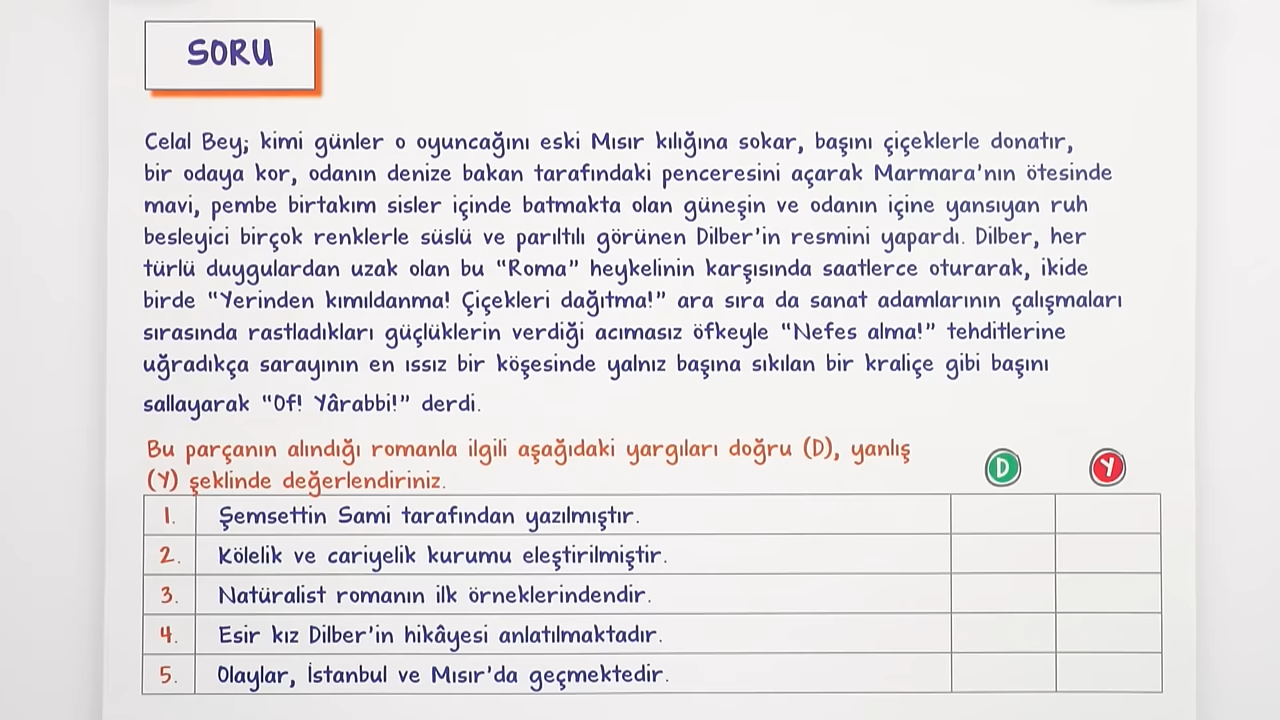 SORU
Celal Bey; kimi günler o oyuncağını eski Mısır kılığına sokar, başını çiçeklerle donatır,
bir odaya kor, odanın denize bakan tarafındaki penceresini açarak Marmara'nın ötesinde
mavi, pembe birtakım sisler içinde batmakta olan güneşin ve odanın içine yansıyan ruh
besleyici birçok renklerle süslü ve parıltılı görünen Dilber'in resmini yapardı. Dilber, her
türlü duygulardan uzak olan bu "Roma" heykelinin karşısında saatlerce oturarak, ikide
birde "Yerinden kımıldanma! Çiçekleri dağıtma!" ara sıra da sanat adamlarının çalışmaları
sırasında rastladıkları güçlüklerin verdiği acımasız öfkeyle "Nefes alma!" tehditlerine
uğradıkça sarayının en ıssız bir köşesinde yalnız başına sıkılan bir kraliçe gibi başını
sallayarak "Of! Yârabbi!" derdi.
Bu parçanın alındığı romanla ilgili aşağıdaki yargıları doğru (D), yanlış
(Y) şeklinde değerlendiriniz.
D Y
1. Şemsettin Sami tarafından yazılmıştır.
2. Kölelik ve cariyelik kurumu eleştirilmiştir.
3. Natüralist romanın ilk örneklerindendir.
4. Esir kız Dilber'in hikâyesi anlatılmaktadır.
5. Olaylar, İstanbul ve Mısır'da geçmektedir.